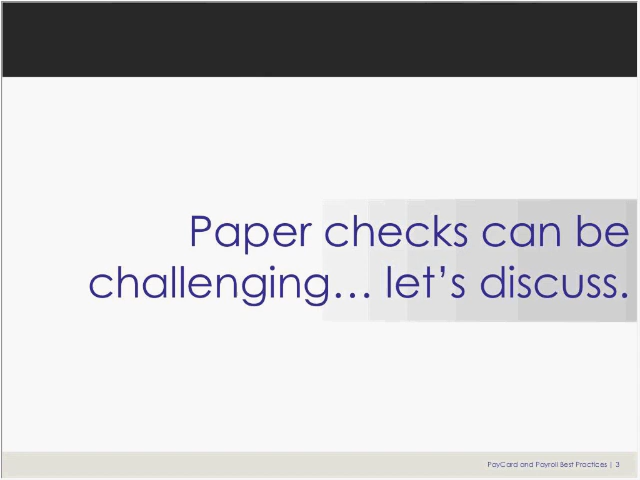 Paper checks can be
challenging… let’s discuss.
PayCard and Payroll Best Practices | 3